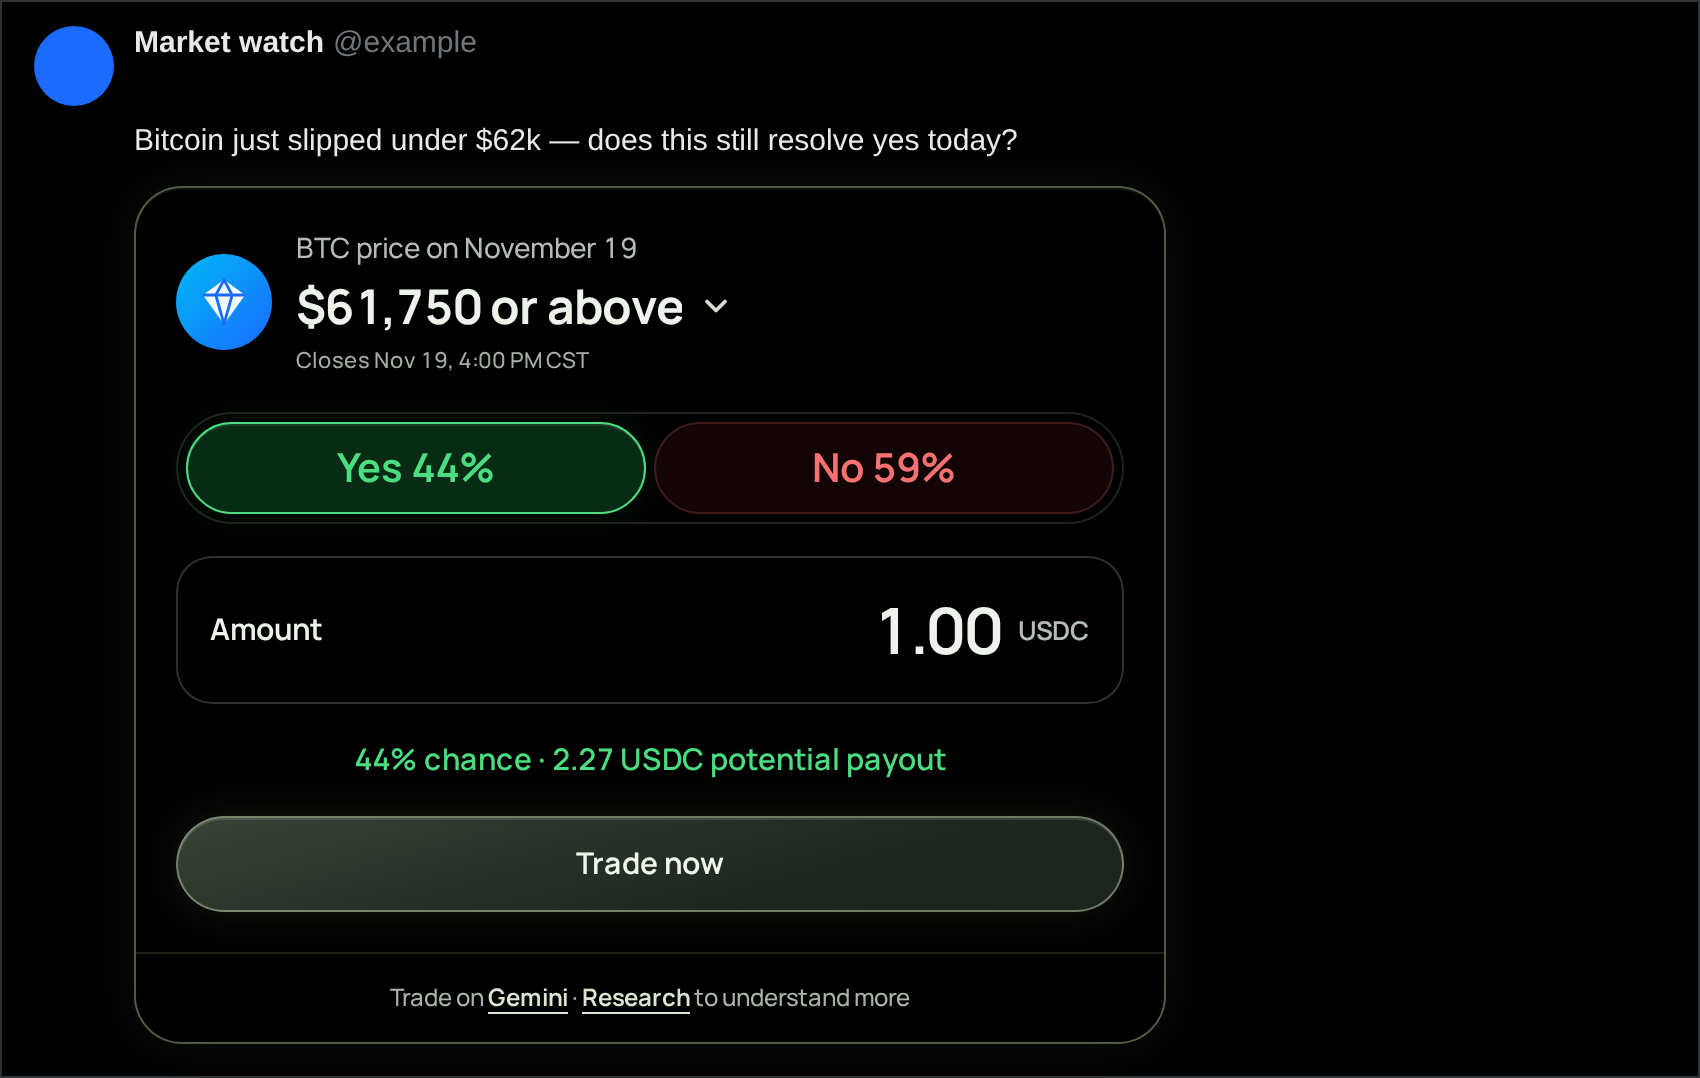 Market watch @example
Bitcoin just slipped under $62k — does this still resolve yes today?
BTC price on November 19
$61,750 or above
Closes Nov 19, 4:00 PM CST
Yes 44%
No 59%
Amount
1.00 USDC
44% chance · 2.27 USDC potential payout
Trade now
Trade on Gemini · Research to understand more